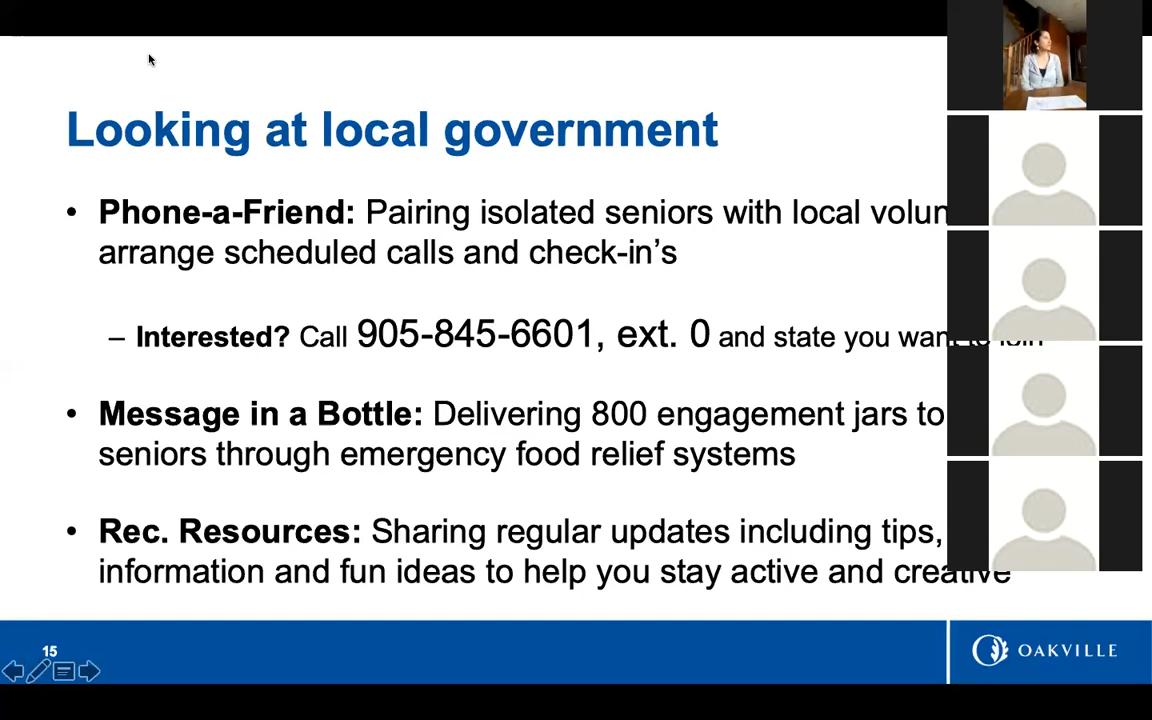 Looking at local government
• Phone-a-Friend: Pairing isolated seniors with local
arrange scheduled calls and check-in's
– Interested? Call 905-845-6601, ext. 0 and state you want to join
• Message in a Bottle: Delivering 800 engagement jars to
seniors through emergency food relief systems
• Rec. Resources: Sharing regular updates including tips,
information and fun ideas to help you stay active and creative
15
OAKVILLE